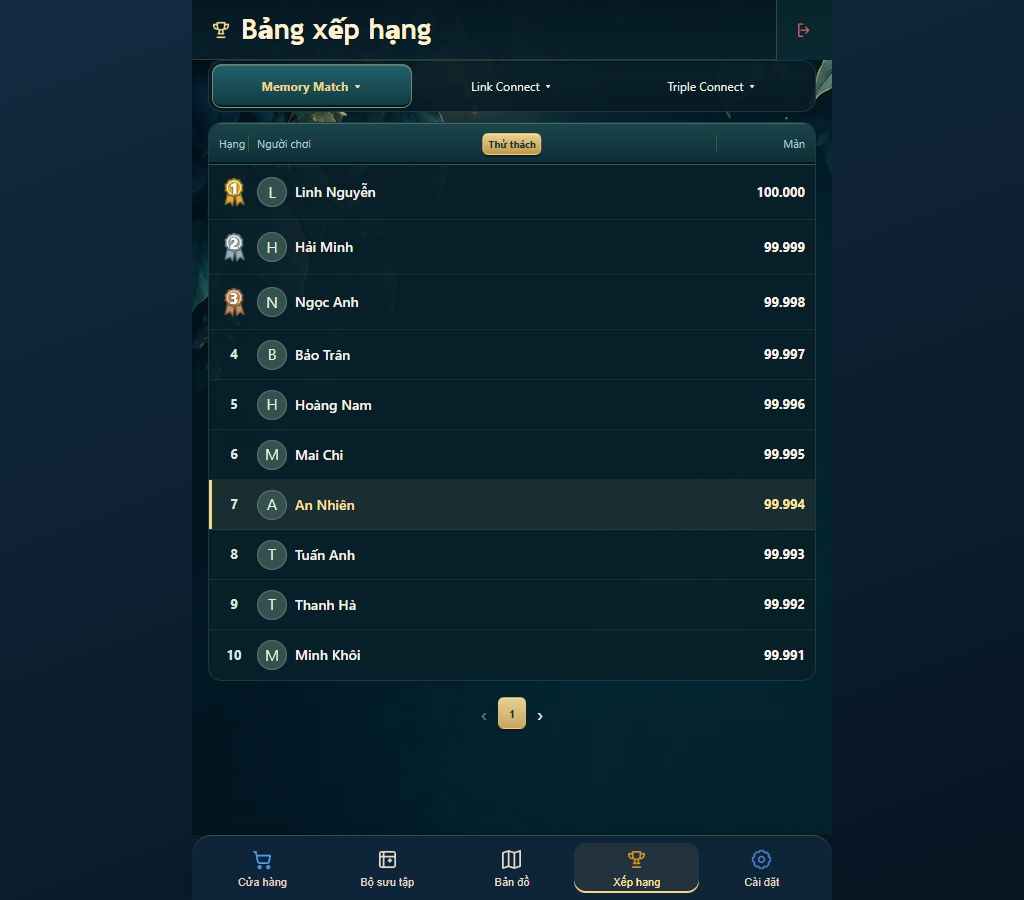 Bảng xếp hạng
Memory Match
Link Connect
Triple Connect
Hạng
Người chơi
Thử thách
Màn
1 L Linh Nguyễn 100.000
2 H Hải Minh 99.999
3 N Ngọc Anh 99.998
4 B Bảo Trân 99.997
5 H Hoàng Nam 99.996
6 M Mai Chi 99.995
7 A An Nhiên 99.994
8 T Tuấn Anh 99.993
9 T Thanh Hà 99.992
10 M Minh Khôi 99.991
‹ 1 ›
Cửa hàng
Bộ sưu tập
Bản đồ
Xếp hạng
Cài đặt